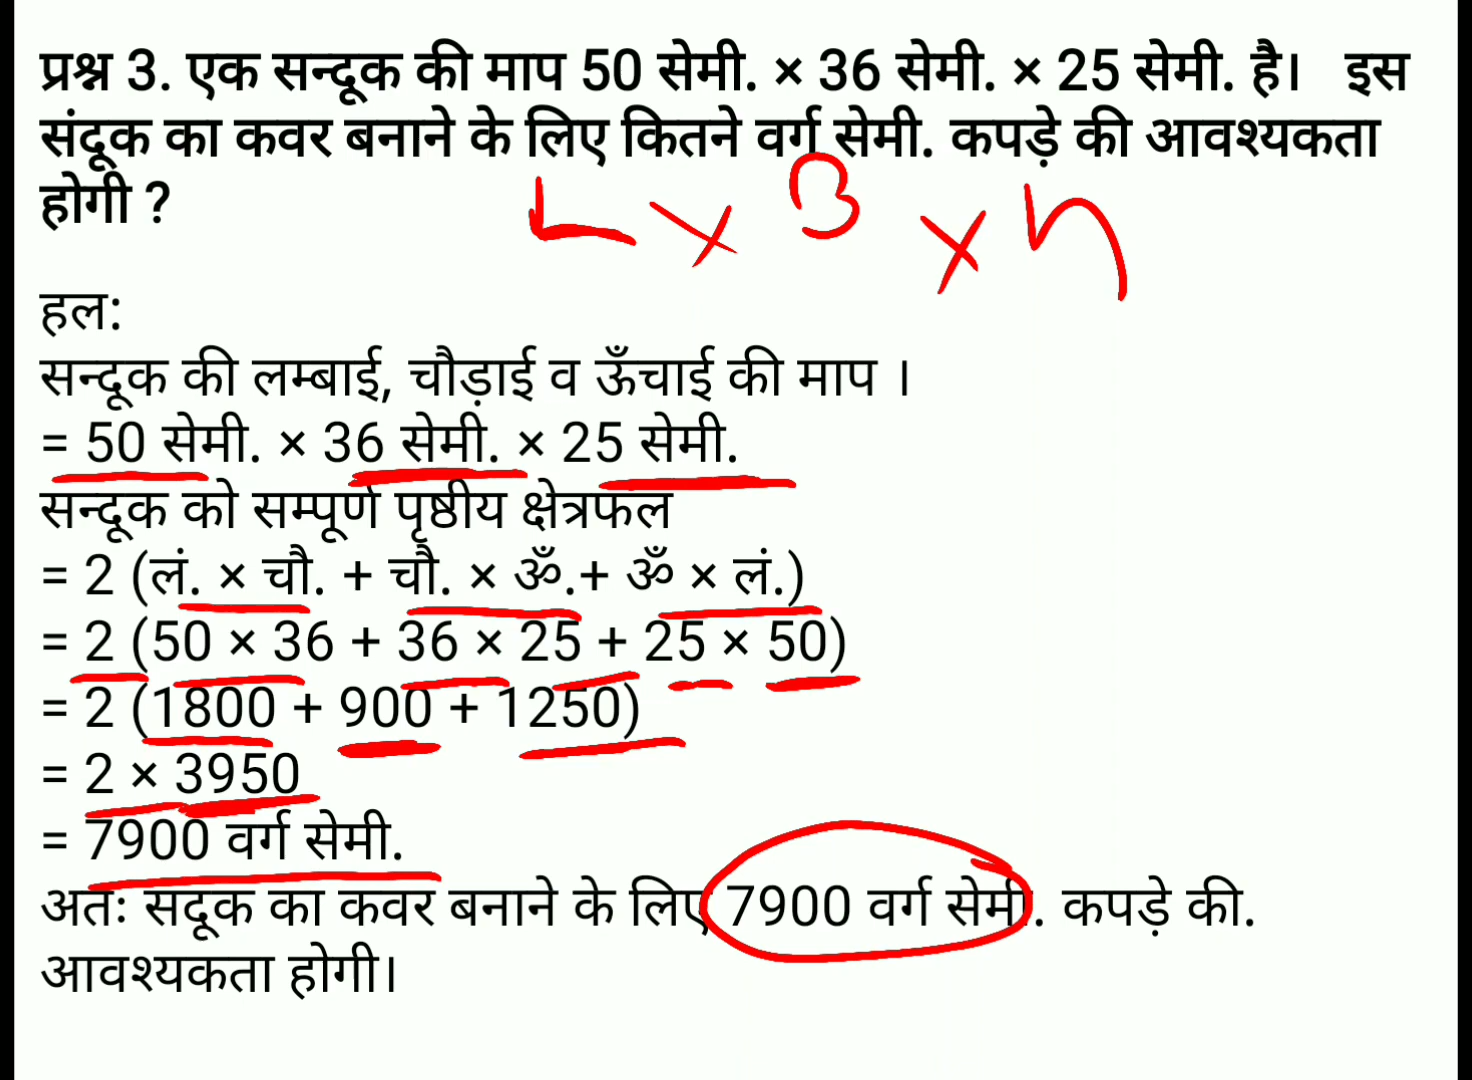 प्रश्न 3. एक सन्दूक की माप 50 सेमी. × 36 सेमी. × 25 सेमी. है। इस
संदूक का कवर बनाने के लिए कितने वर्ग सेमी. कपड़े की आवश्यकता
होगी ?
L × B × h
हल:
सन्दूक की लम्बाई, चौड़ाई व ऊँचाई की माप ।
= 50 सेमी. × 36 सेमी. × 25 सेमी.
सन्दूक को सम्पूर्ण पृष्ठीय क्षेत्रफल
= 2 (लं. × चौ. + चौ. × ॐ.+ ॐ × लं.)
= 2 (50 × 36 + 36 × 25 + 25 × 50)
= 2 (1800 + 900 + 1250)
= 2 × 3950
= 7900 वर्ग सेमी.
अतः सदूक का कवर बनाने के लिए 7900 वर्ग सेमी. कपड़े की.
आवश्यकता होगी।